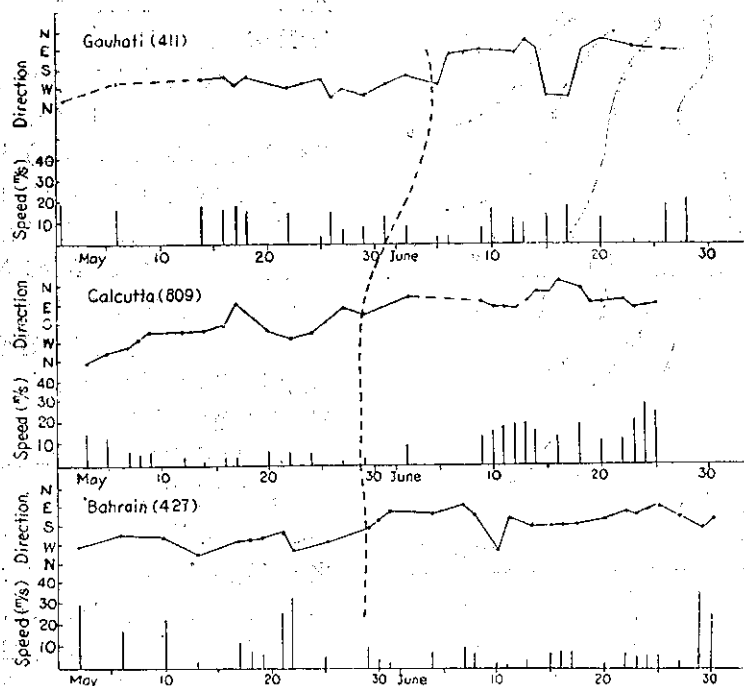 Gauhati (411)
N
E
S
W
N
Direction
40
30
20
10
Speed (m/s)
May 10 20 30 June 10 20 30
Calcutta (809)
N
E
S
W
N
Direction
40
30
20
10
Speed (m/s)
May 10 20 30 June 10 20 30
Bahrain (427)
N
E
S
W
N
Direction
40
30
20
10
Speed (m/s)
May 10 20 30 June 10 20 30